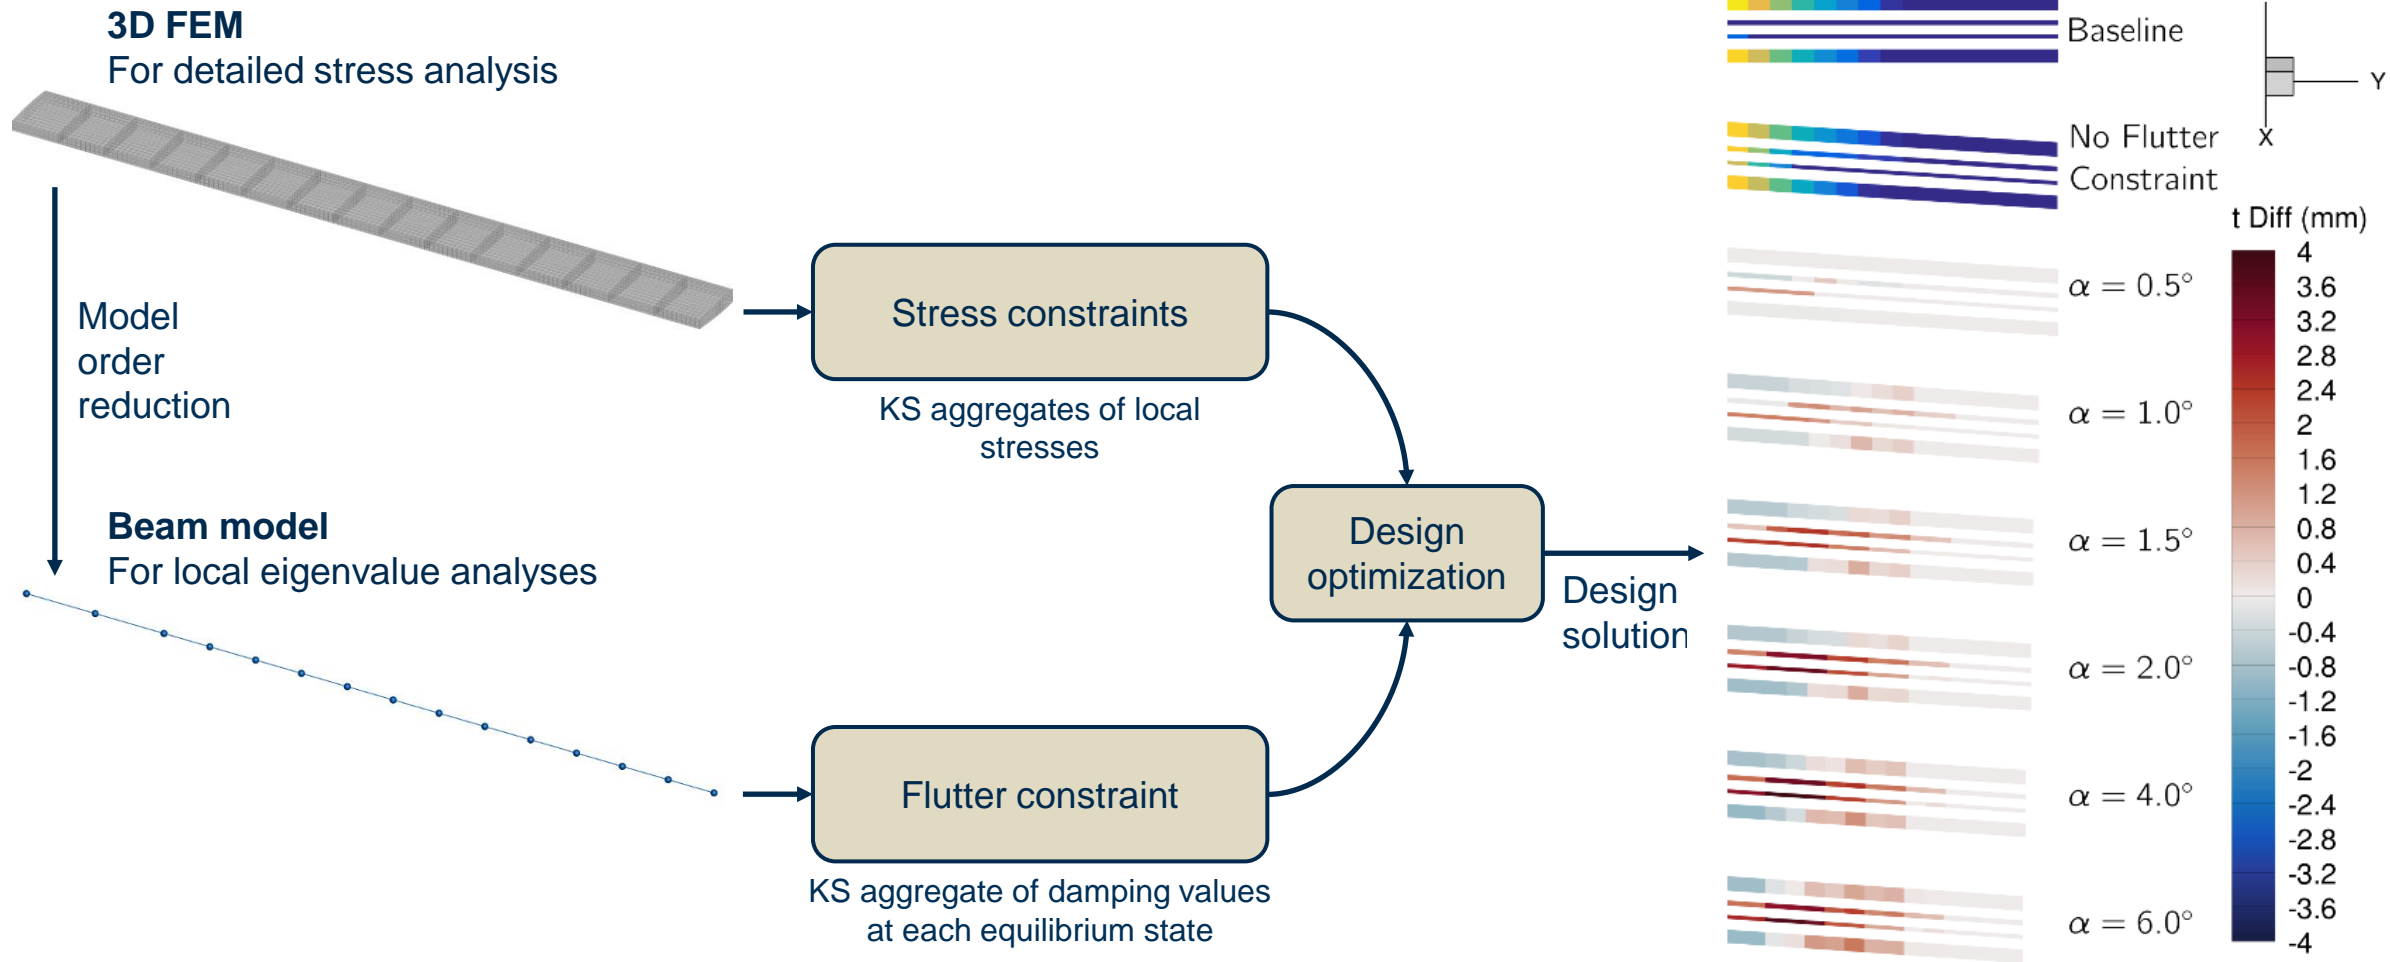 3D FEM
For detailed stress analysis
Model
order
reduction
Beam model
For local eigenvalue analyses
Stress constraints
KS aggregates of local
stresses
Flutter constraint
KS aggregate of damping values
at each equilibrium state
Design
optimization
Design
solution
Baseline
No Flutter
Constraint
α = 0.5°
α = 1.0°
α = 1.5°
α = 2.0°
α = 4.0°
α = 6.0°
Y
X
t Diff (mm)
4
3.6
3.2
2.8
2.4
2
1.6
1.2
0.8
0.4
0
-0.4
-0.8
-1.2
-1.6
-2
-2.4
-2.8
-3.2
-3.6
-4